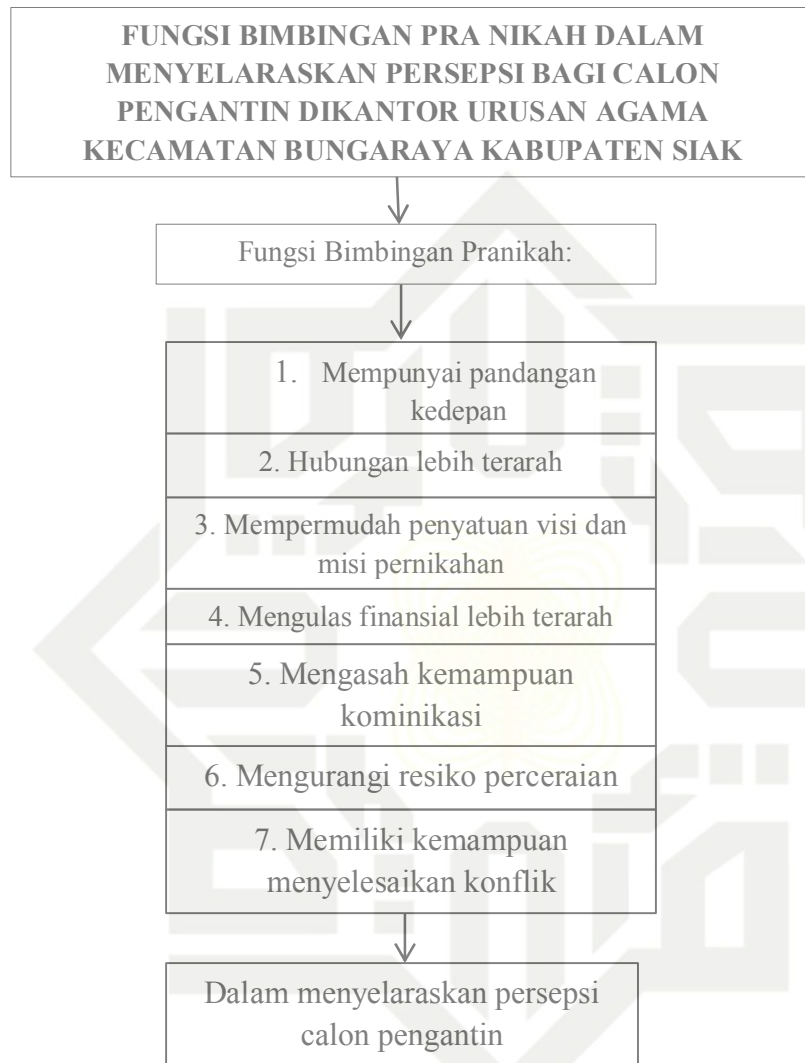 FUNGSI BIMBINGAN PRA NIKAH DALAM
MENYELARASKAN PERSEPSI BAGI CALON
PENGANTIN DIKANTOR URUSAN AGAMA
KECAMATAN BUNGARAYA KABUPATEN SIAK
Fungsi Bimbingan Pranikah:
1. Mempunyai pandangan
kedepan
2. Hubungan lebih terarah
3. Mempermudah penyatuan visi dan
misi pernikahan
4. Mengulas finansial lebih terarah
5. Mengasah kemampuan
kominikasi
6. Mengurangi resiko perceraian
7. Memiliki kemampuan
menyelesaikan konflik
Dalam menyelaraskan persepsi
calon pengantin